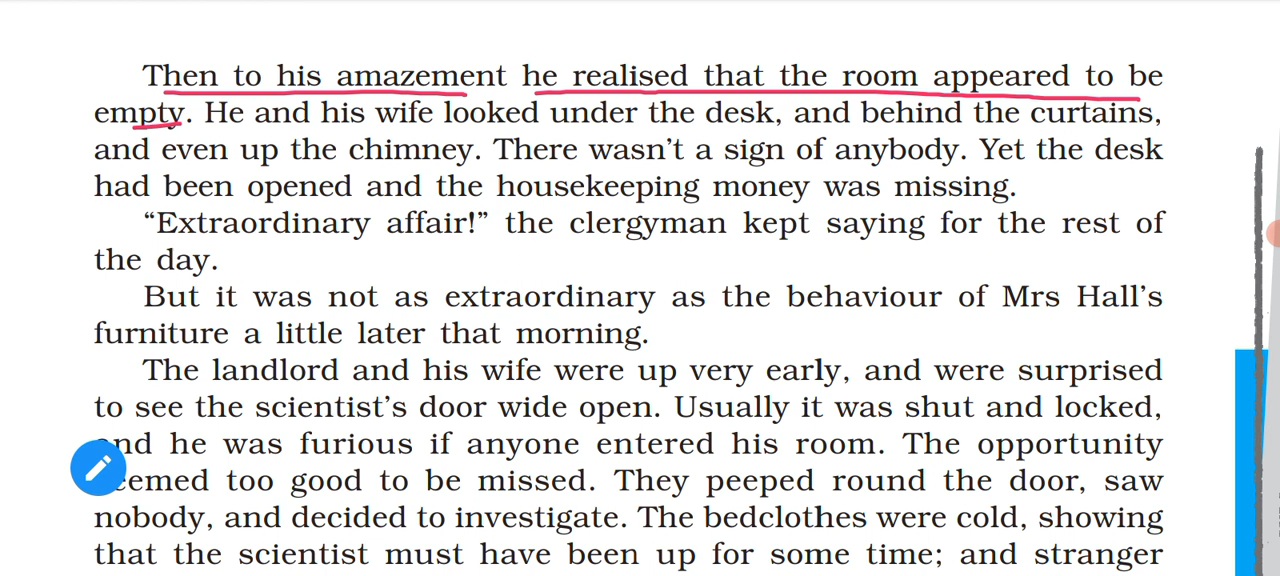 Then to his amazement he realised that the room appeared to be
empty. He and his wife looked under the desk, and behind the curtains,
and even up the chimney. There wasn't a sign of anybody. Yet the desk
had been opened and the housekeeping money was missing.
“Extraordinary affair!” the clergyman kept saying for the rest of
the day.
But it was not as extraordinary as the behaviour of Mrs Hall's
furniture a little later that morning.
The landlord and his wife were up very early, and were surprised
to see the scientist's door wide open. Usually it was shut and locked,
and he was furious if anyone entered his room. The opportunity
seemed too good to be missed. They peeped round the door, saw
nobody, and decided to investigate. The bedclothes were cold, showing
that the scientist must have been up for some time; and stranger